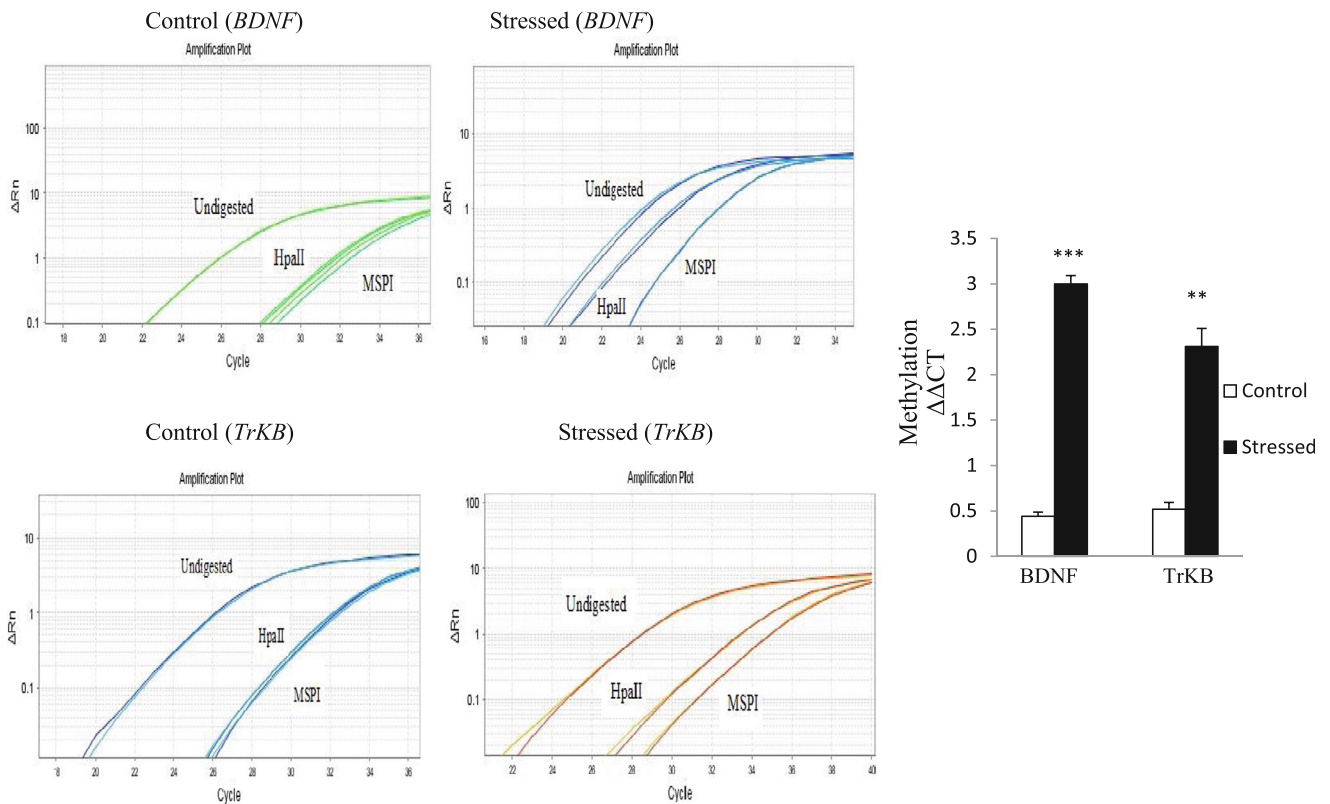 Control (BDNF)
Amplification Plot
100
10
1
0.1
ΔRn
18 20 22 24 26 28 30 32 34 36
Cycle
Undigested
HpaII
MSPI
Stressed (BDNF)
Amplification Plot
10
1
0.1
ΔRn
16 18 20 22 24 26 28 30 32 34
Cycle
Undigested
HpaII
MSPI
Control (TrKB)
Amplification Plot
10
1
0.1
ΔRn
8 20 22 24 26 28 30 32 34 36
Cycle
Undigested
HpaII
MSPI
Stressed (TrKB)
Amplification Plot
100
10
1
0.1
ΔRn
22 24 26 28 30 32 34 36 38 40
Cycle
Undigested
HpaII
MSPI
Methylation
ΔΔCT
3.5
3
2.5
2
1.5
1
0.5
0
***
**
BDNF TrKB
Control
Stressed